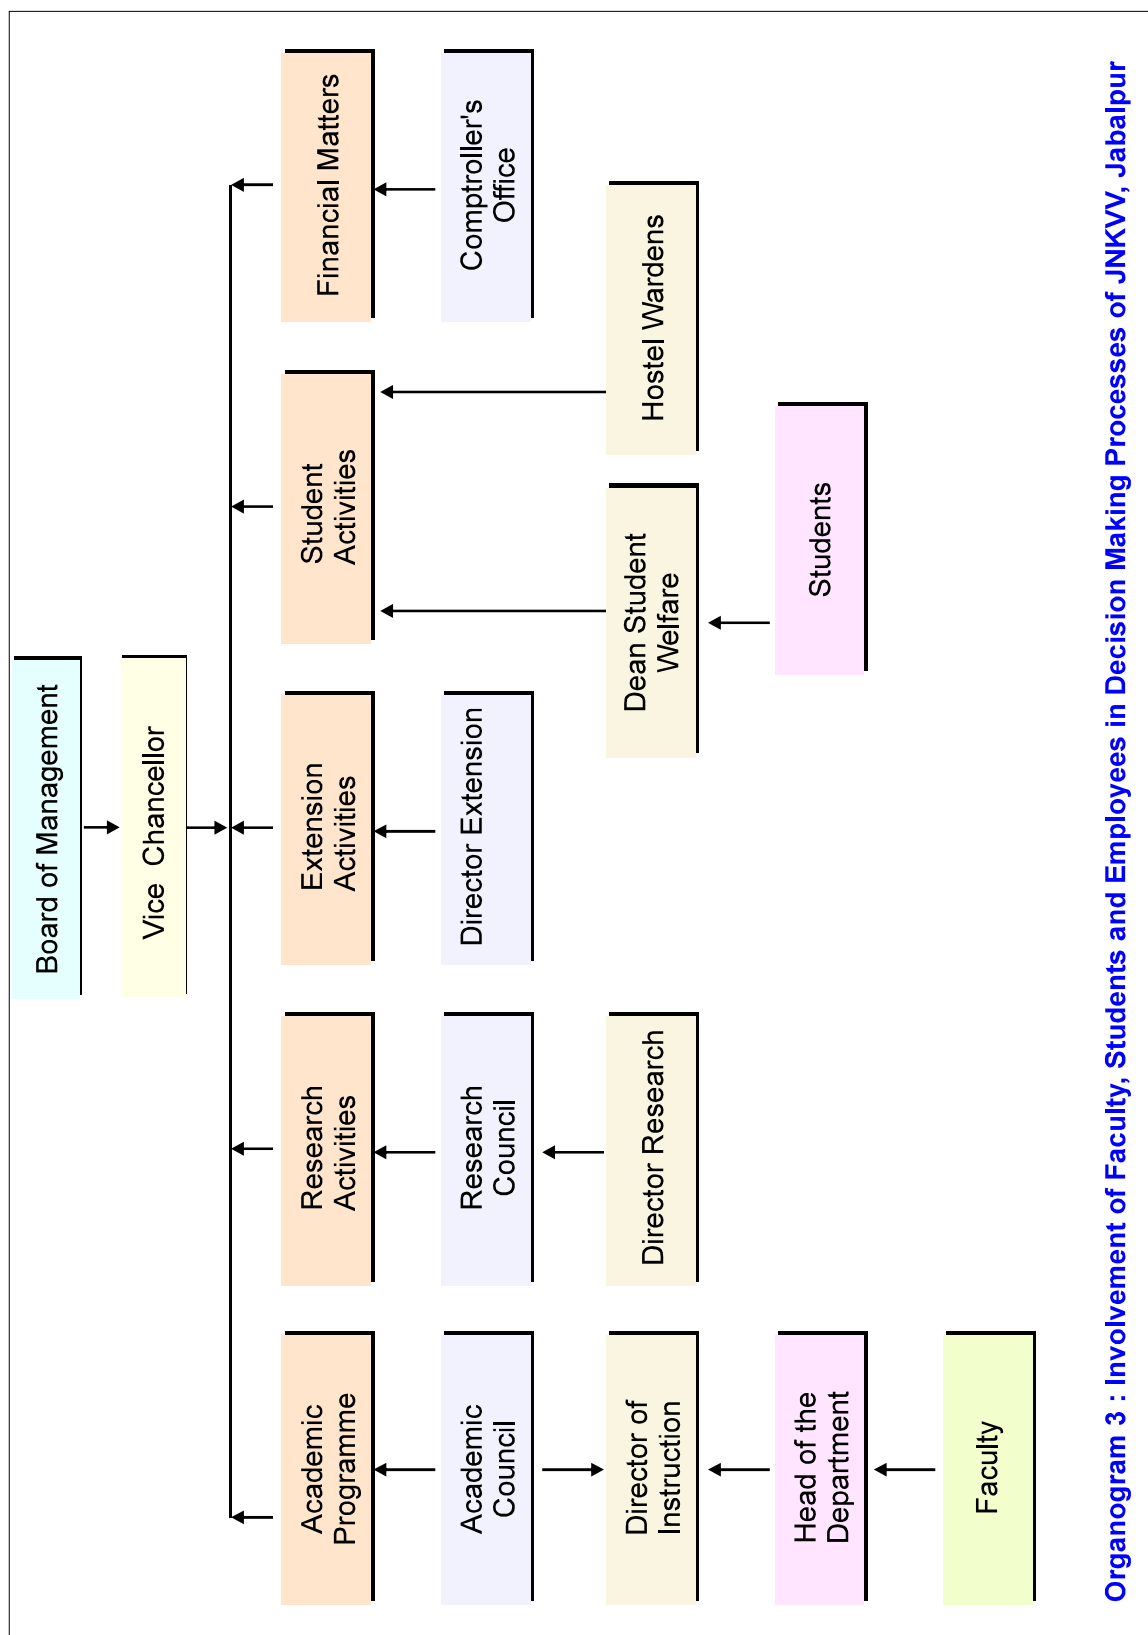 Board of Management
Vice Chancellor
Academic
Programme
Research
Activities
Extension
Activities
Student
Activities
Financial Matters
Academic
Council
Research
Council
Director Extension
Comptroller's
Office
Director of
Instruction
Director Research
Dean Student
Welfare
Hostel Wardens
Head of the
Department
Students
Faculty
Organogram 3 : Involvement of Faculty, Students and Employees in Decision Making Processes of JNKVV, Jabalpur